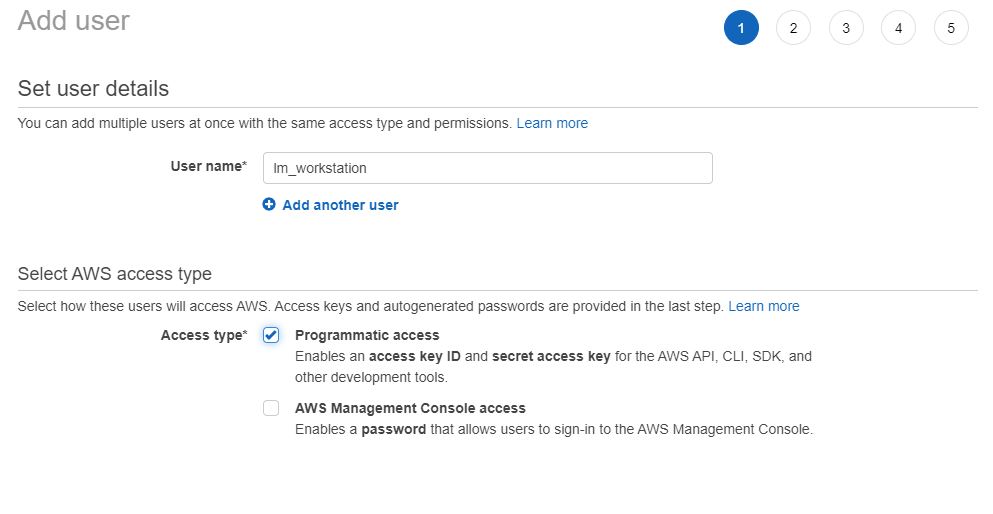 Add user
1 2 3 4 5
Set user details
You can add multiple users at once with the same access type and permissions. Learn more
User name* lm_workstation
Add another user
Select AWS access type
Select how these users will access AWS. Access keys and autogenerated passwords are provided in the last step. Learn more
Access type* Programmatic access
Enables an access key ID and secret access key for the AWS API, CLI, SDK, and
other development tools.
AWS Management Console access
Enables a password that allows users to sign-in to the AWS Management Console.